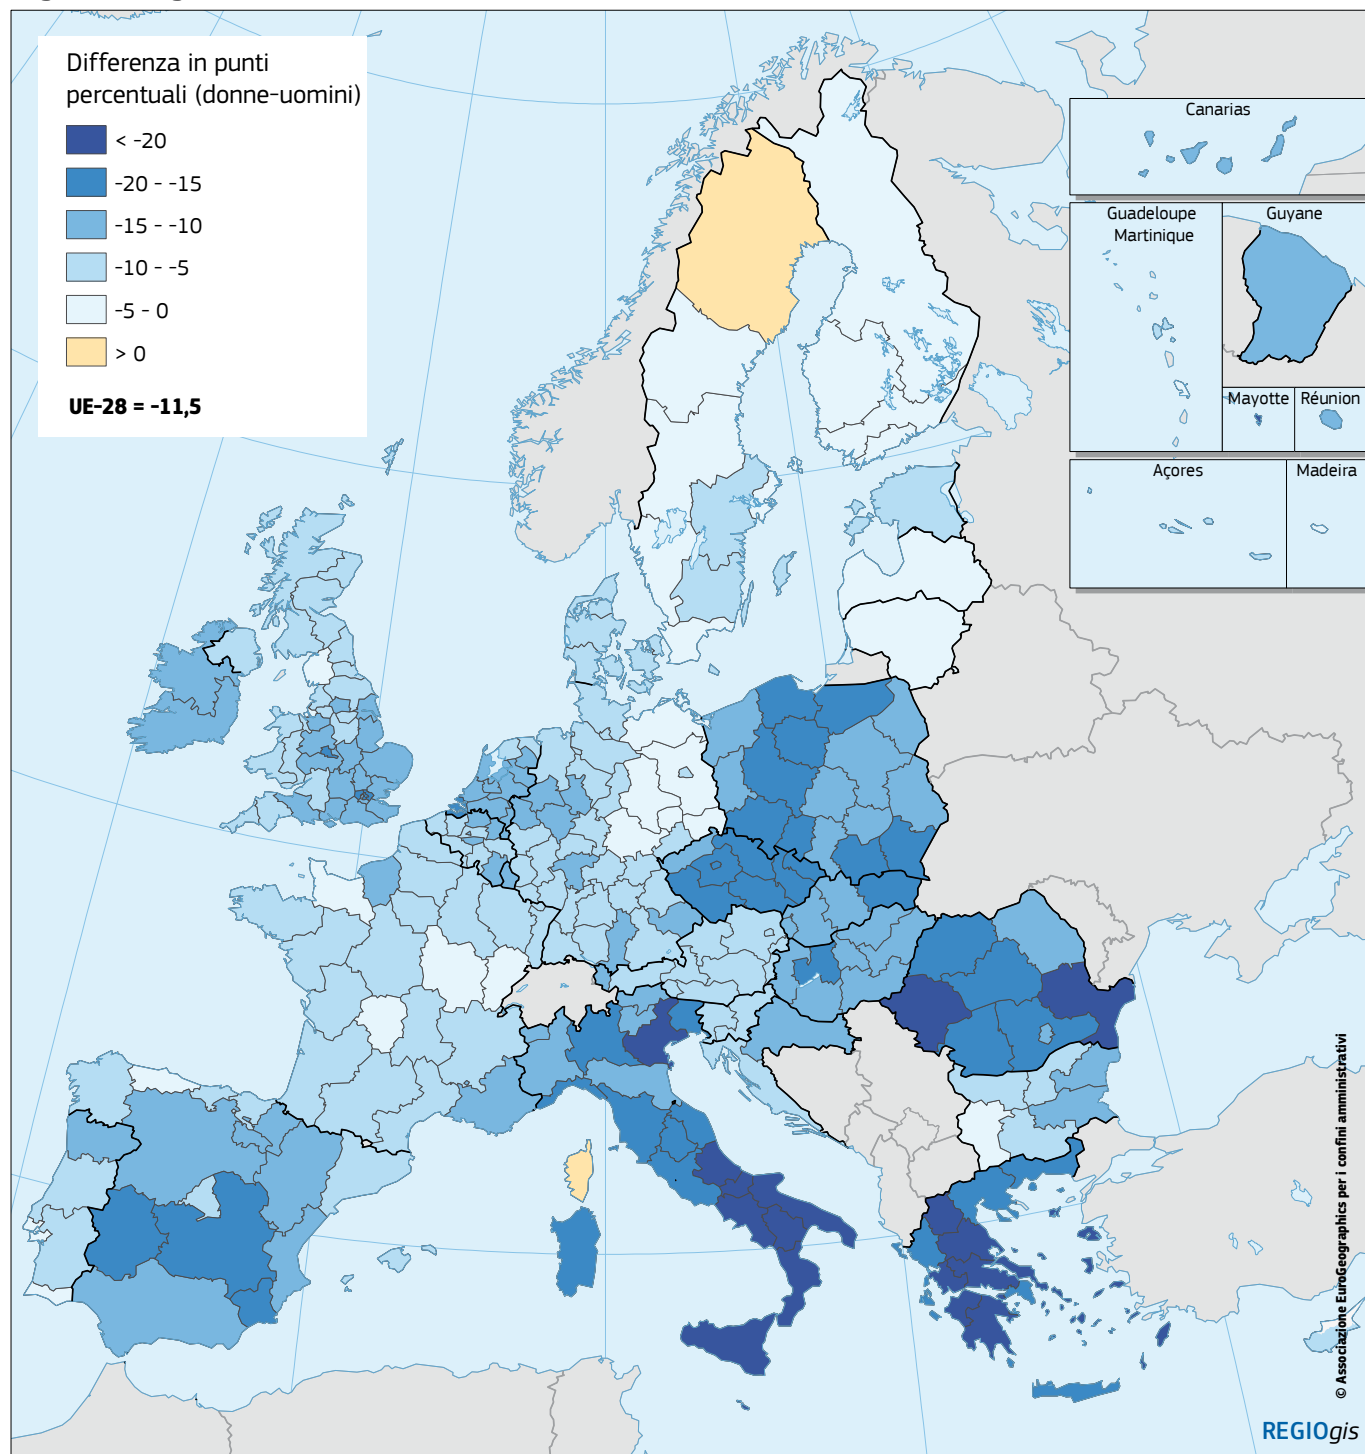 Differenza in punti
percentuali (donne-uomini)
< -20
-20 - -15
-15 - -10
-10 - -5
-5 - 0
> 0
UE-28 = -11,5
Canarias
Guadeloupe
Martinique
Guyane
Mayotte
Réunion
Açores
Madeira
© Associazione EuroGeographics per i confini amministrativi
REGIOgis